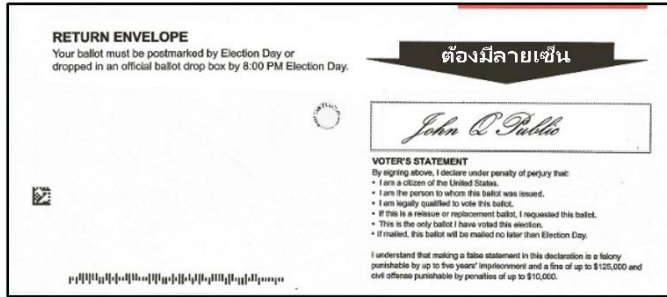 RETURN ENVELOPE
Your ballot must be postmarked by Election Day or
dropped in an official ballot drop box by 8:00 PM Election Day.
ต้องมีลายเซ็น
John Q Public
VOTER'S STATEMENT
By signing above, I declare under penalty of perjury that:
• I am a citizen of the United States.
• I am the person to whom this ballot was issued.
• I am legally qualified to vote this ballot.
• If this is a reissue or replacement ballot, I requested this ballot.
• This is the only ballot I have voted this election.
• If mailed, this ballot will be mailed no later than Election Day.
I understand that making a false statement in this declaration is a felony
punishable by up to five years' imprisonment and a fine of up to $125,000 and
civil offense punishable by penalties of up to $10,000.